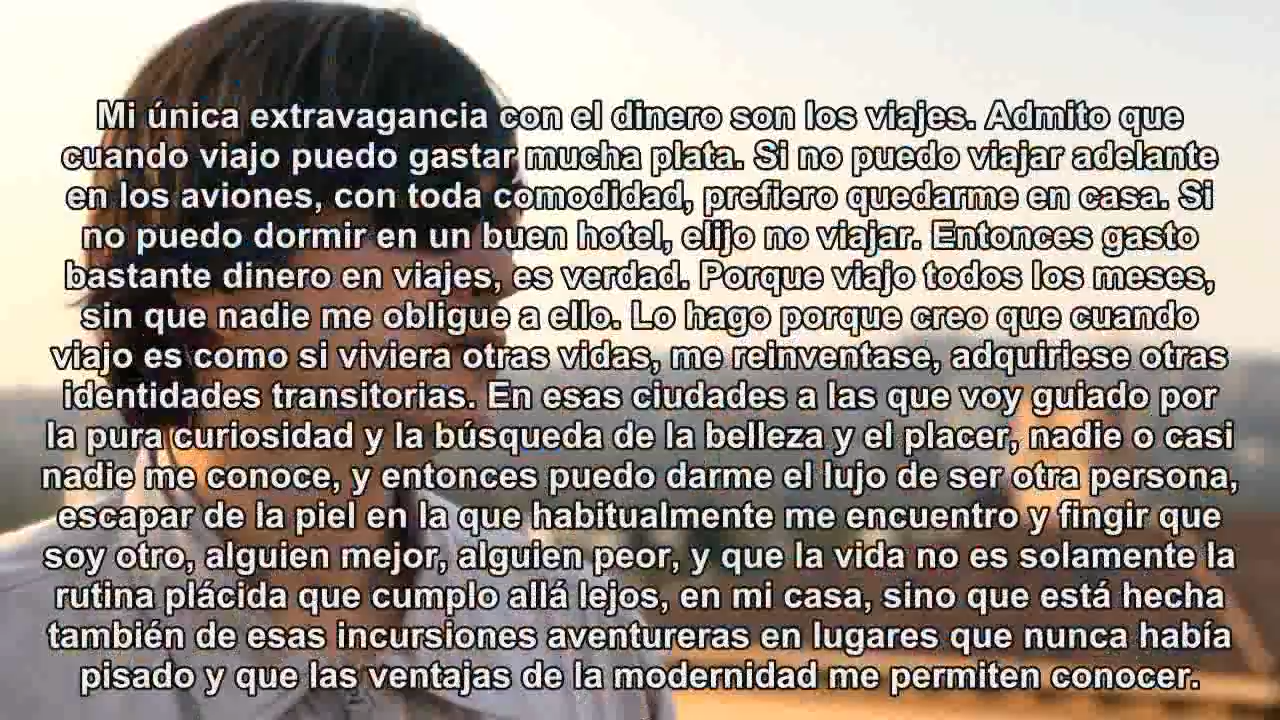 Mi única extravagancia con el dinero son los viajes. Admito que
cuando viajo puedo gastar mucha plata. Si no puedo viajar adelante
en los aviones, con toda comodidad, prefiero quedarme en casa. Si
no puedo dormir en un buen hotel, elijo no viajar. Entonces gasto
bastante dinero en viajes, es verdad. Porque viajo todos los meses,
sin que nadie me obligue a ello. Lo hago porque creo que cuando
viajo es como si viviera otras vidas, me reinventase, adquiriese otras
identidades transitorias. En esas ciudades a las que voy guiado por
la pura curiosidad y la búsqueda de la belleza y el placer, nadie o casi
nadie me conoce, y entonces puedo darme el lujo de ser otra persona,
escapar de la piel en la que habitualmente me encuentro y fingir que
soy otro, alguien mejor, alguien peor, y que la vida no es solamente la
rutina plácida que cumplo allá lejos, en mi casa, sino que está hecha
también de esas incursiones aventureras en lugares que nunca había
pisado y que las ventajas de la modernidad me permiten conocer.